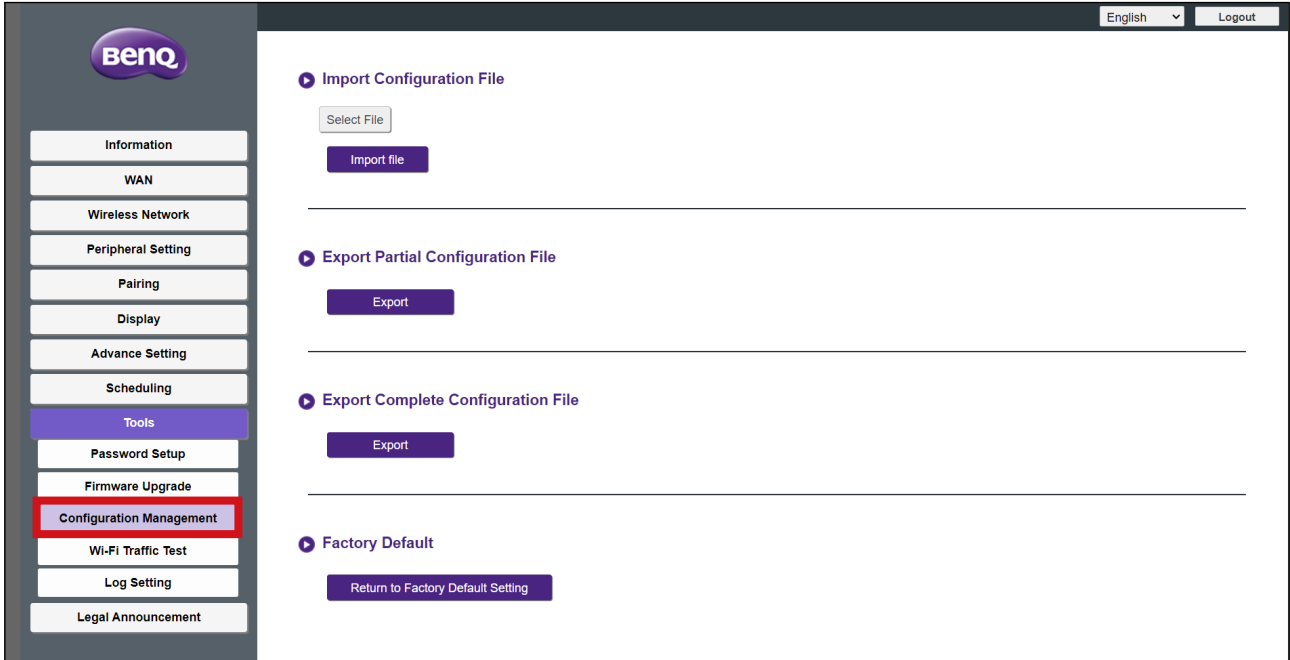 English
Logout
BenQ
Information
WAN
Wireless Network
Peripheral Setting
Pairing
Display
Advance Setting
Scheduling
Tools
Password Setup
Firmware Upgrade
Configuration Management
Wi-Fi Traffic Test
Log Setting
Legal Announcement
Import Configuration File
Select File
Import file
Export Partial Configuration File
Export
Export Complete Configuration File
Export
Factory Default
Return to Factory Default Setting